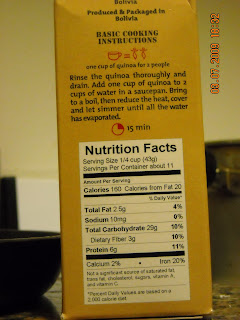 Bolivia
Produced & Packaged in
Bolivia
BASIC COOKING
INSTRUCTIONS
one cup of quinoa for 2 people
Rinse the quinoa thoroughly and
drain. Add one cup of quinoa to 2
cups of water in a saucepan. Bring
to a boil, then reduce the heat, cover
and let simmer until all the water
has evaporated.
15 min
Nutrition Facts
Serving Size 1/4 cup (43g)
Servings Per Container about 11
Amount Per Serving
Calories 160 Calories from Fat 20
% Daily Value*
Total Fat 2.5g 4%
Sodium 10mg 0%
Total Carbohydrate 29g 10%
Dietary Fiber 3g 10%
Protein 6g 11%
Calcium 2% • Iron 20%
Not a significant source of saturated fat,
trans fat, cholesterol, sugars, vitamin A,
and vitamin C.
*Percent Daily Values are based on a
2,000 calorie diet.